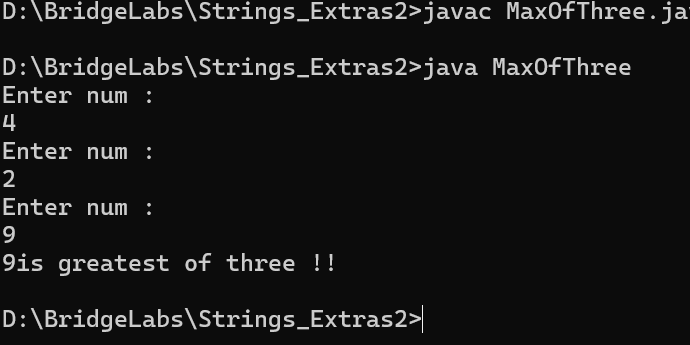 D:\BridgeLabs\Strings_Extras2>javac MaxOfThree.jav
D:\BridgeLabs\Strings_Extras2>java MaxOfThree
Enter num :
4
Enter num :
2
Enter num :
9
9is greatest of three !!
D:\BridgeLabs\Strings_Extras2>